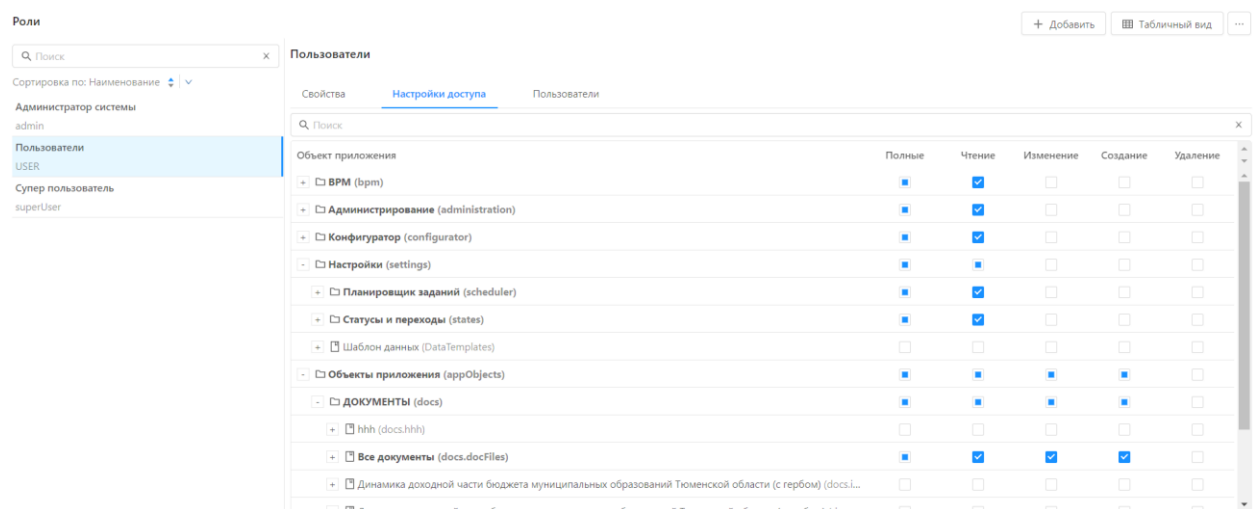 Роли
+ Добавить
Табличный вид
...
Поиск
Сортировка по: Наименование
Администратор системы
admin
Пользователи
USER
Супер пользователь
superUser
Пользователи
Свойства Настройки доступа Пользователи
Поиск
Объект приложения Полные Чтение Изменение Создание Удаление
+ BPM (bpm)
+ Администрирование (administration)
+ Конфигуратор (configurator)
- Настройки (settings)
+ Планировщик заданий (scheduler)
+ Статусы и переходы (states)
+ Шаблон данных (DataTemplates)
- Объекты приложения (appObjects)
- ДОКУМЕНТЫ (docs)
+ hhh (docs.hhh)
+ Все документы (docs.docFiles)
+ Динамика доходной части бюджета муниципальных образований Тюменской области (с гербом) (docs.i...